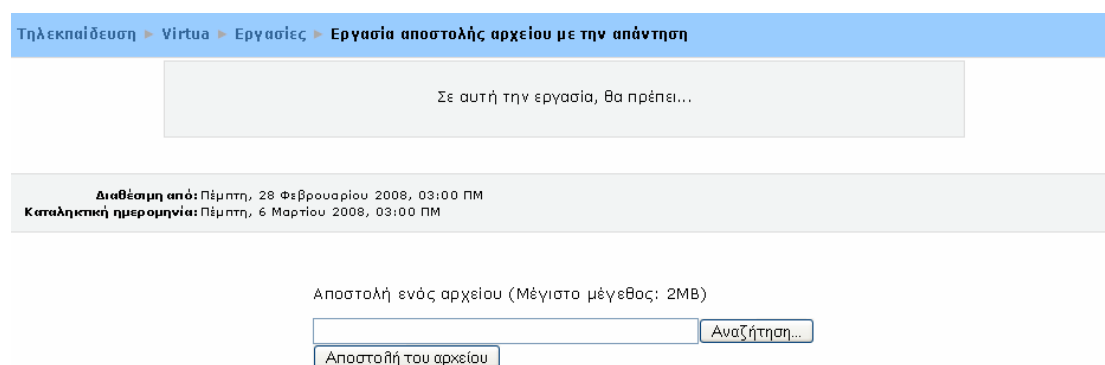 Τηλεκπαίδευση ► Virtua ► Εργασίες ► Εργασία αποστολής αρχείου με την απάντηση
Σε αυτή την εργασία, θα πρέπει...
Διαθέσιμη από: Πέμπτη, 28 Φεβρουαρίου 2008, 03:00 ΠΜ
Καταληκτική ημερομηνία: Πέμπτη, 6 Μαρτίου 2008, 03:00 ΠΜ
Αποστολή ενός αρχείου (Μέγιστο μέγεθος: 2MB)
Αναζήτηση...
Αποστολή του αρχείου